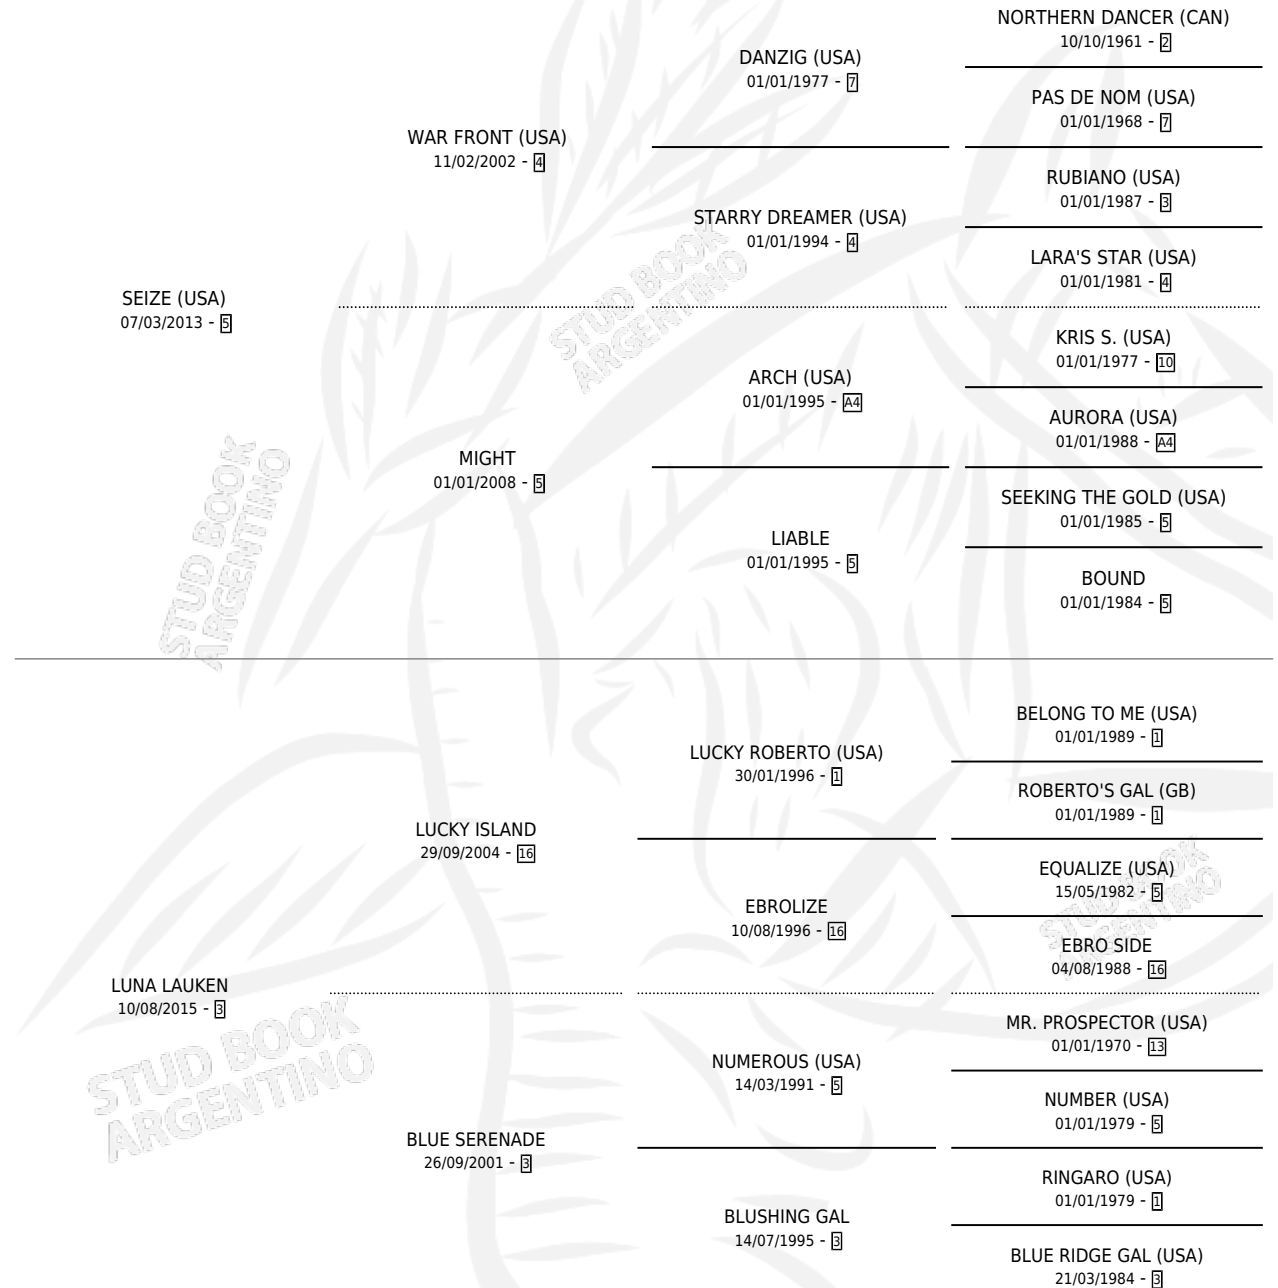 NORTHERN DANCER (CAN)
10/10/1961 - 2
DANZIG (USA)
01/01/1977 - 7
PAS DE NOM (USA)
01/01/1968 - 7
WAR FRONT (USA)
11/02/2002 - 4
RUBIANO (USA)
01/01/1987 - 3
STARRY DREAMER (USA)
01/01/1994 - 4
LARA'S STAR (USA)
01/01/1981 - 4
SEIZE (USA)
07/03/2013 - 5
KRIS S. (USA)
01/01/1977 - 10
ARCH (USA)
01/01/1995 - A4
AURORA (USA)
01/01/1988 - A4
MIGHT
01/01/2008 - 5
SEEKING THE GOLD (USA)
01/01/1985 - 5
LIABLE
01/01/1995 - 5
BOUND
01/01/1984 - 5
BELONG TO ME (USA)
01/01/1989 - 1
LUCKY ROBERTO (USA)
30/01/1996 - 1
ROBERTO'S GAL (GB)
01/01/1989 - 1
LUCKY ISLAND
29/09/2004 - 16
EQUALIZE (USA)
15/05/1982 - 5
EBROLIZE
10/08/1996 - 16
EBRO SIDE
04/08/1988 - 16
LUNA LAUKEN
10/08/2015 - 3
MR. PROSPECTOR (USA)
01/01/1970 - 13
NUMEROUS (USA)
14/03/1991 - 5
NUMBER (USA)
01/01/1979 - 5
BLUE SERENADE
26/09/2001 - 3
RINGARO (USA)
01/01/1979 - 1
BLUSHING GAL
14/07/1995 - 3
BLUE RIDGE GAL (USA)
21/03/1984 - 3
STUD BOOK
ARGENTINO
STUD BOOK
ARGENTINO
STUD BOOK
ARGENTINO
STUD BOOK
ARGENTINO